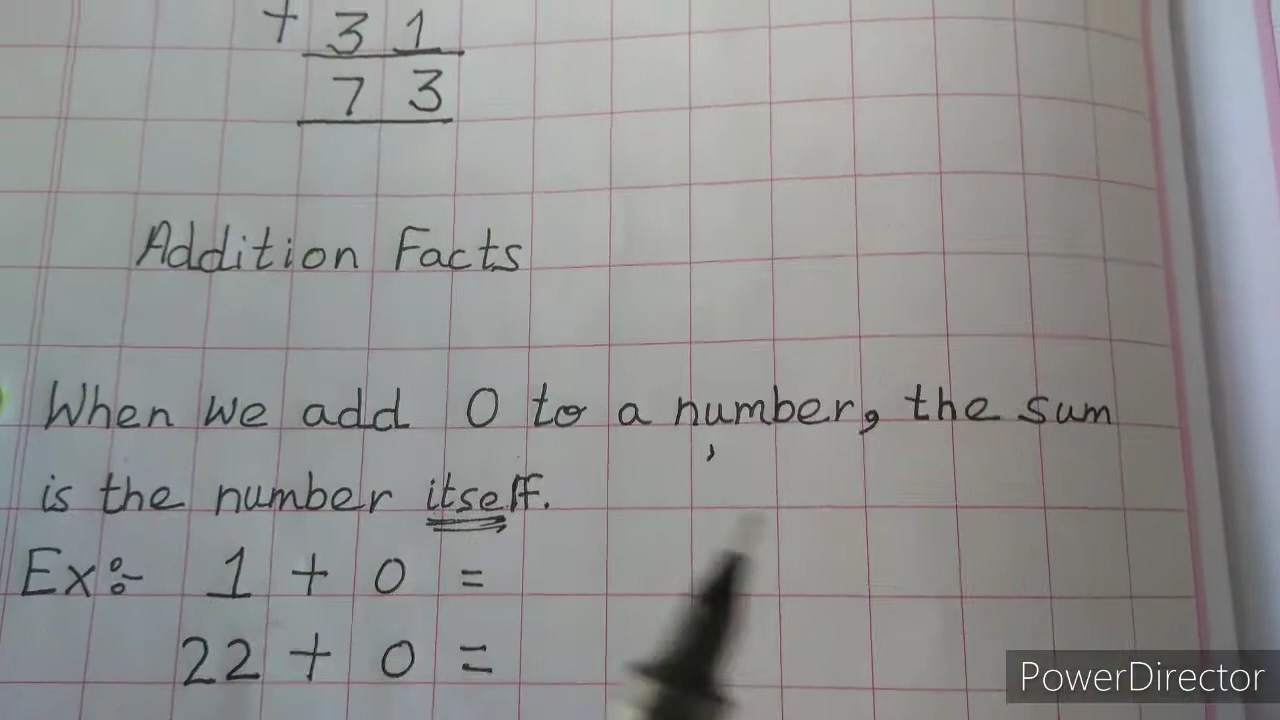 + 3 1
7 3
Addition Facts
When we add 0 to a number, the sum
is the number itself.
Ex:- 1 + 0 =
22 + 0 =
PowerDirector